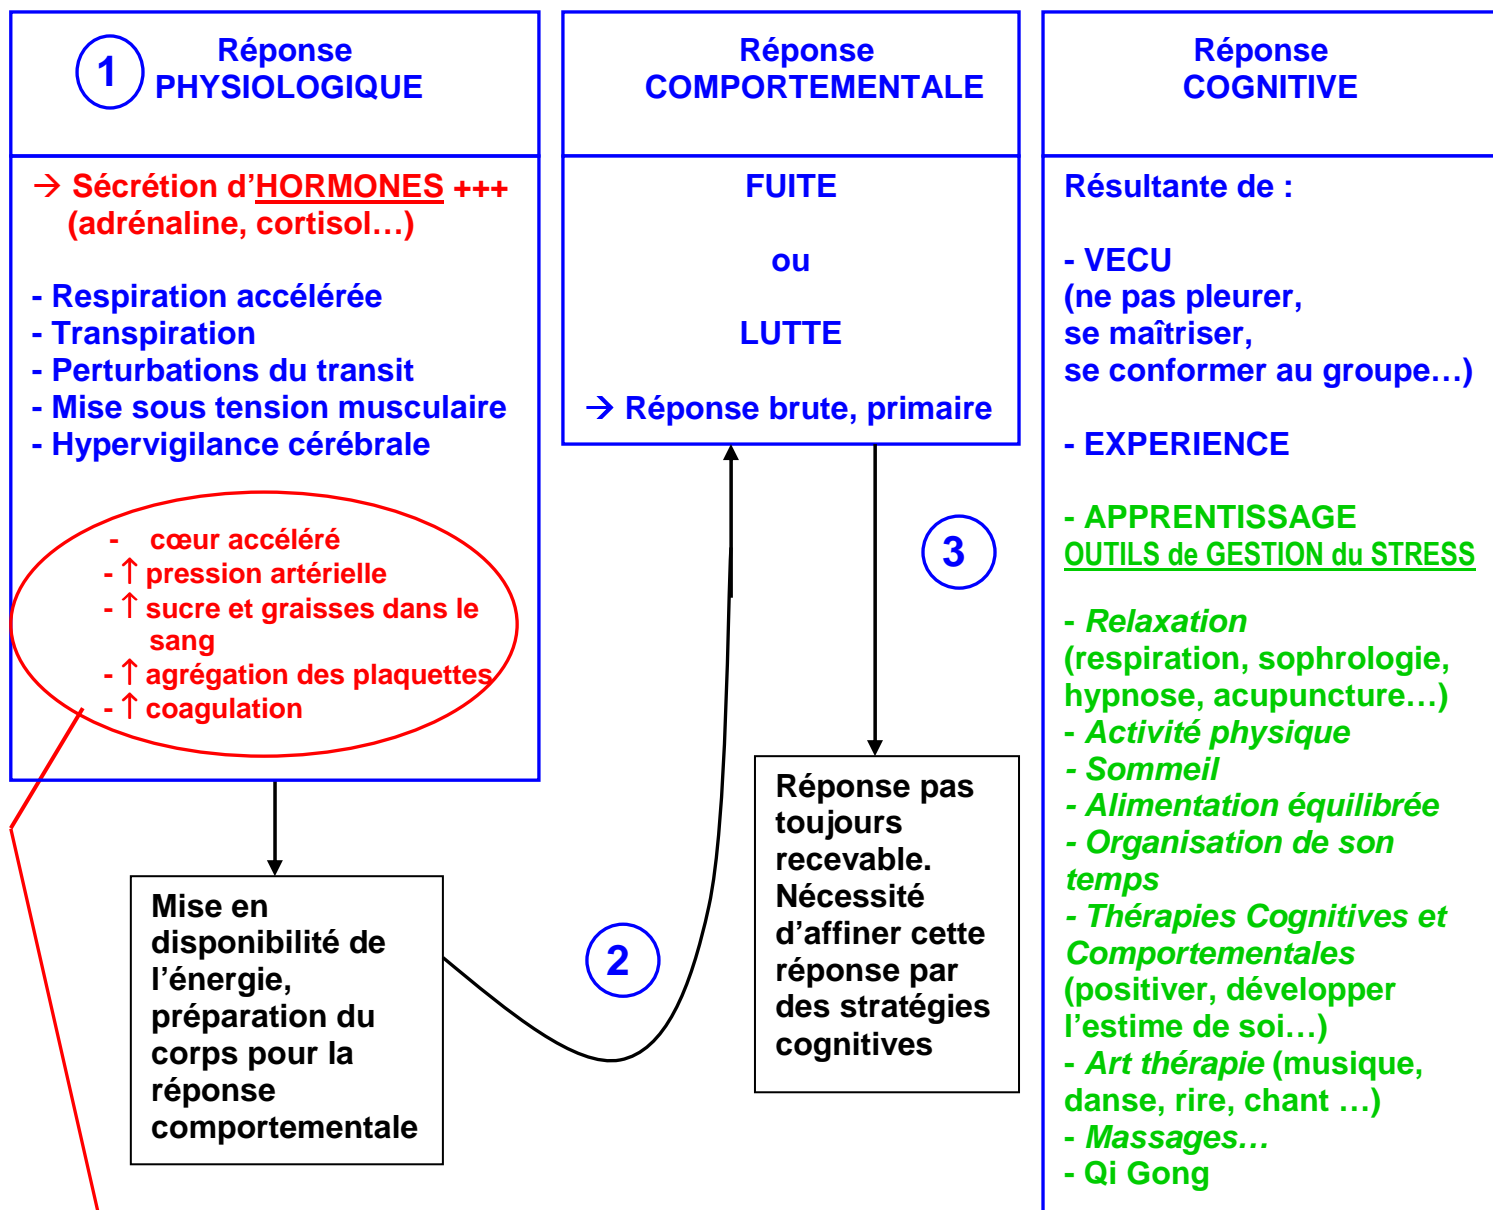 1
Réponse
PHYSIOLOGIQUE
→ Sécrétion d’HORMONES +++
(adrénaline, cortisol…)
- Respiration accélérée
- Transpiration
- Perturbations du transit
- Mise sous tension musculaire
- Hypervigilance cérébrale
- cœur accéléré
- ↑ pression artérielle
- ↑ sucre et graisses dans le
sang
- ↑ agrégation des plaquettes
- ↑ coagulation
Mise en
disponibilité de
l’énergie,
préparation du
corps pour la
réponse
comportementale
2
Réponse
COMPORTEMENTALE
FUITE
ou
LUTTE
→ Réponse brute, primaire
3
Réponse pas
toujours
recevable.
Nécessité
d’affiner cette
réponse par
des stratégies
cognitives
Réponse
COGNITIVE
Résultante de :
- VECU
(ne pas pleurer,
se maîtriser,
se conformer au groupe…)
- EXPERIENCE
- APPRENTISSAGE
OUTILS de GESTION du STRESS
- Relaxation
(respiration, sophrologie,
hypnose, acupuncture…)
- Activité physique
- Sommeil
- Alimentation équilibrée
- Organisation de son
temps
- Thérapies Cognitives et
Comportementales
(positiver, développer
l’estime de soi…)
- Art thérapie (musique,
danse, rire, chant …)
- Massages…
- Qi Gong